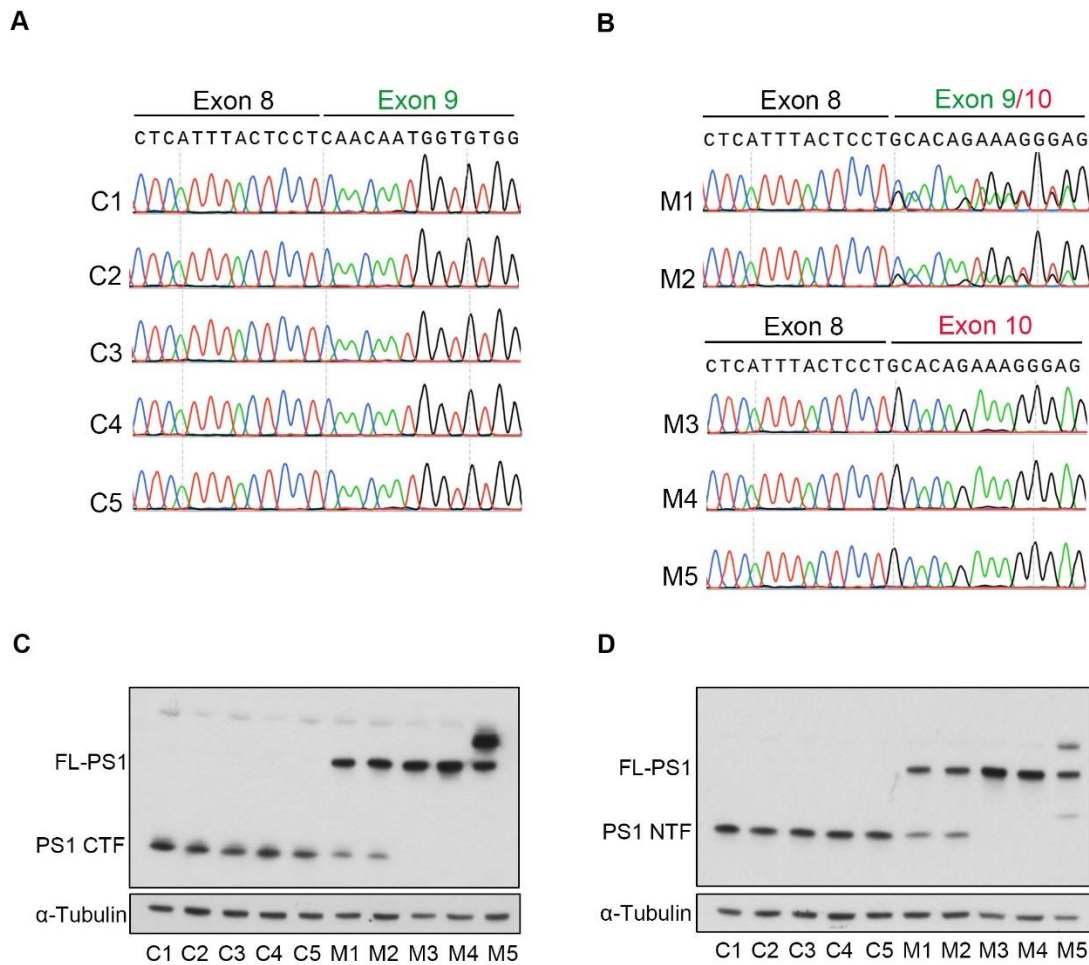 A
Exon 8 Exon 9
CTCATTTACTCCTCAACAATGGTGTGG
C1
C2
C3
C4
C5
B
Exon 8 Exon 9/10
CTCATTTACTCCTGCACAGAAAGGGAG
M1
M2
Exon 8 Exon 10
CTCATTTACTCCTGCACAGAAAGGGAG
M3
M4
M5
C
FL-PS1
PS1 CTF
α-Tubulin
C1 C2 C3 C4 C5 M1 M2 M3 M4 M5
D
FL-PS1
PS1 NTF
α-Tubulin
C1 C2 C3 C4 C5 M1 M2 M3 M4 M5